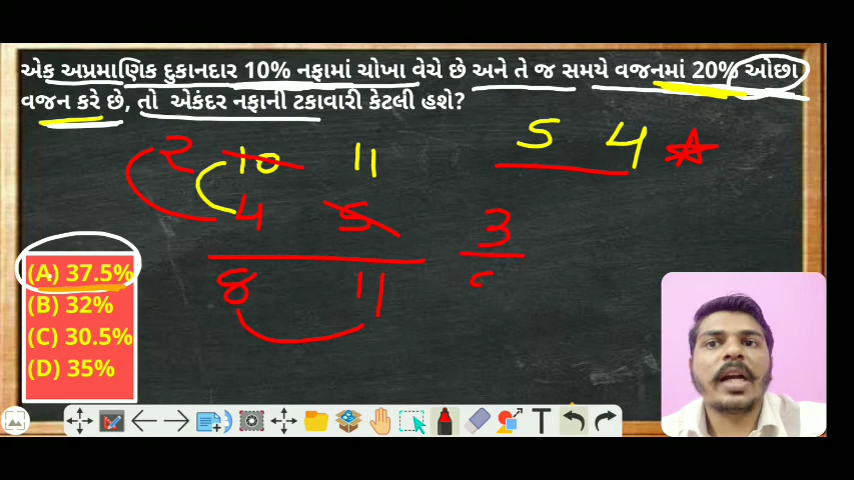 એક અપ્રમાણિક દુકાનદાર 10% નફામાં ચોખા વેચે છે અને તે જ સમયે વજનમાં 20% ઓછા
વજન કરે છે, તો એકંદર નફાની ટકાવારી કેટલી હશે?
5 4
2 10 11
4 5
8 11
3
(A) 37.5%
(B) 32%
(C) 30.5%
(D) 35%
T